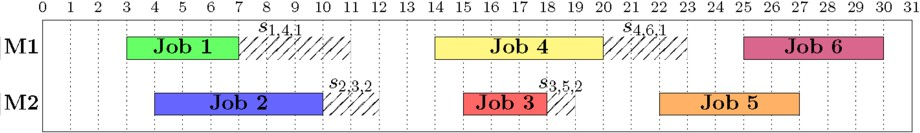 0 1 2 3 4 5 6 7 8 9 10 11 12 13 14 15 16 17 18 19 20 21 22 23 24 25 26 27 28 29 30 31
s1,4,1 s4,6,1
M1 Job 1 Job 4 Job 6
s2,3,2 s3,5,2
M2 Job 2 Job 3 Job 5